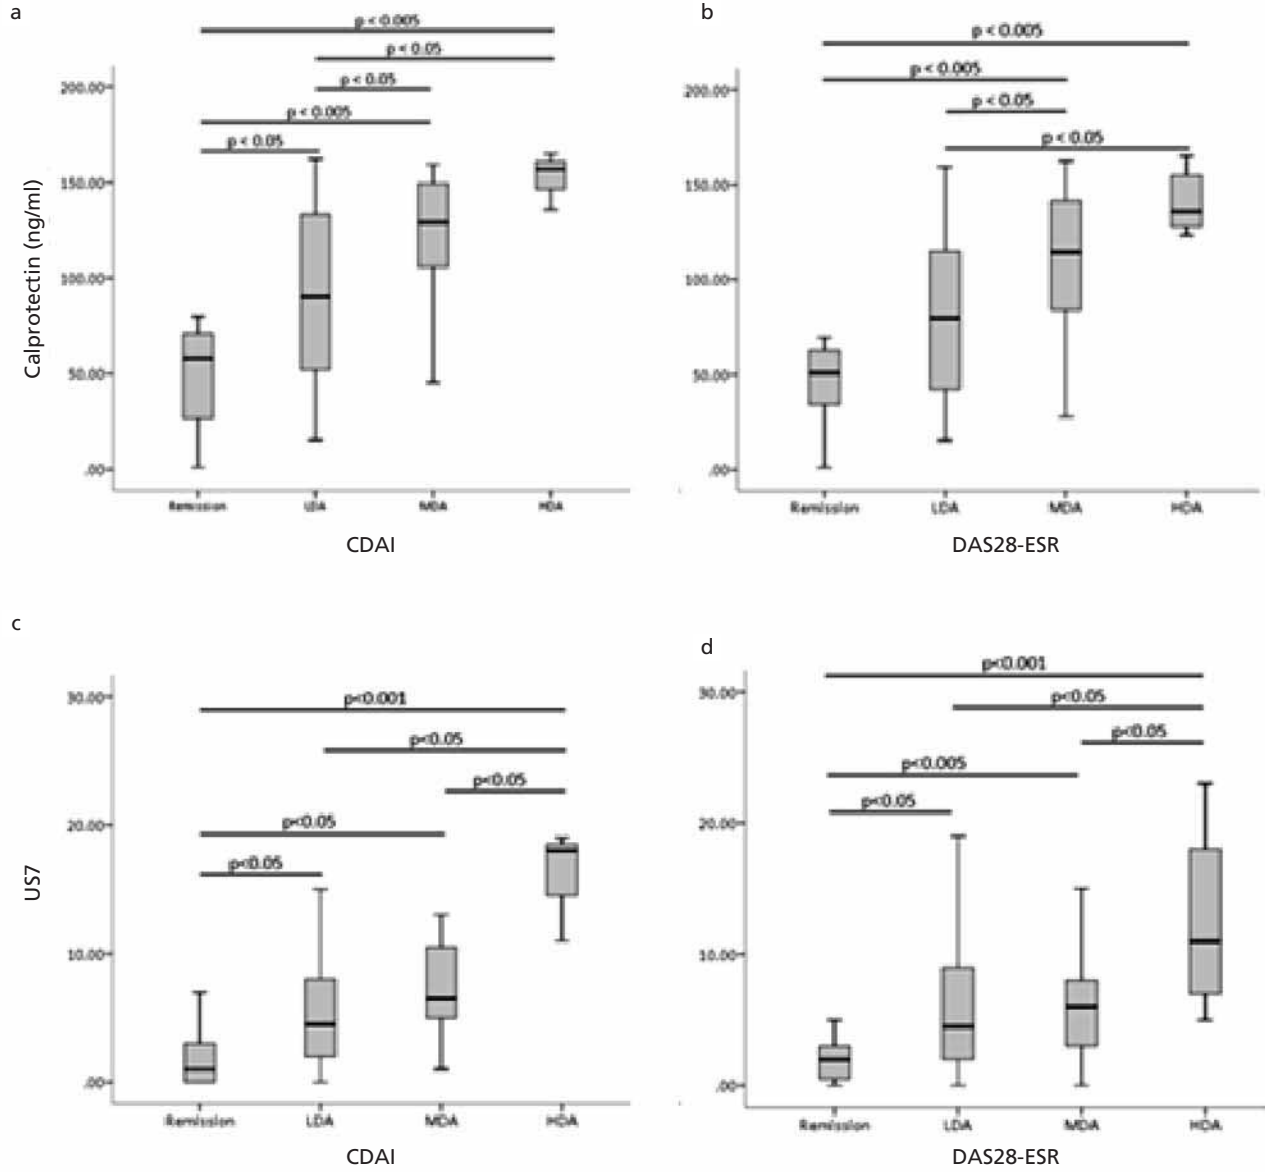 a
p < 0.005
p < 0.05
p < 0.05
p < 0.005
p < 0.05
200.00
150.00
100.00
50.00
.00
Calprotectin (ng/ml)
Remission LDA MDA HDA
CDAI
b
p < 0.005
p < 0.005
p < 0.05
p < 0.05
200.00
150.00
100.00
50.00
.00
Remission LDA MDA HDA
DAS28-ESR
c
p<0.001
p<0.05
p<0.05
p<0.05
p<0.05
30.00
20.00
10.00
.00
US7
Remission LDA MDA HDA
CDAI
d
p<0.001
p<0.05
p<0.05
p<0.005
p<0.05
30.00
20.00
10.00
.00
Remission LDA MDA HDA
DAS28-ESR